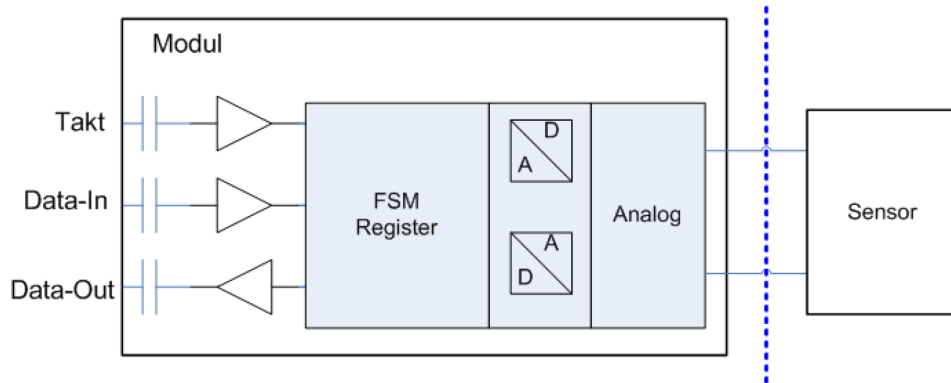 Modul
Takt
Data-In
Data-Out
FSM
Register
D
A
A
D
Analog
Sensor